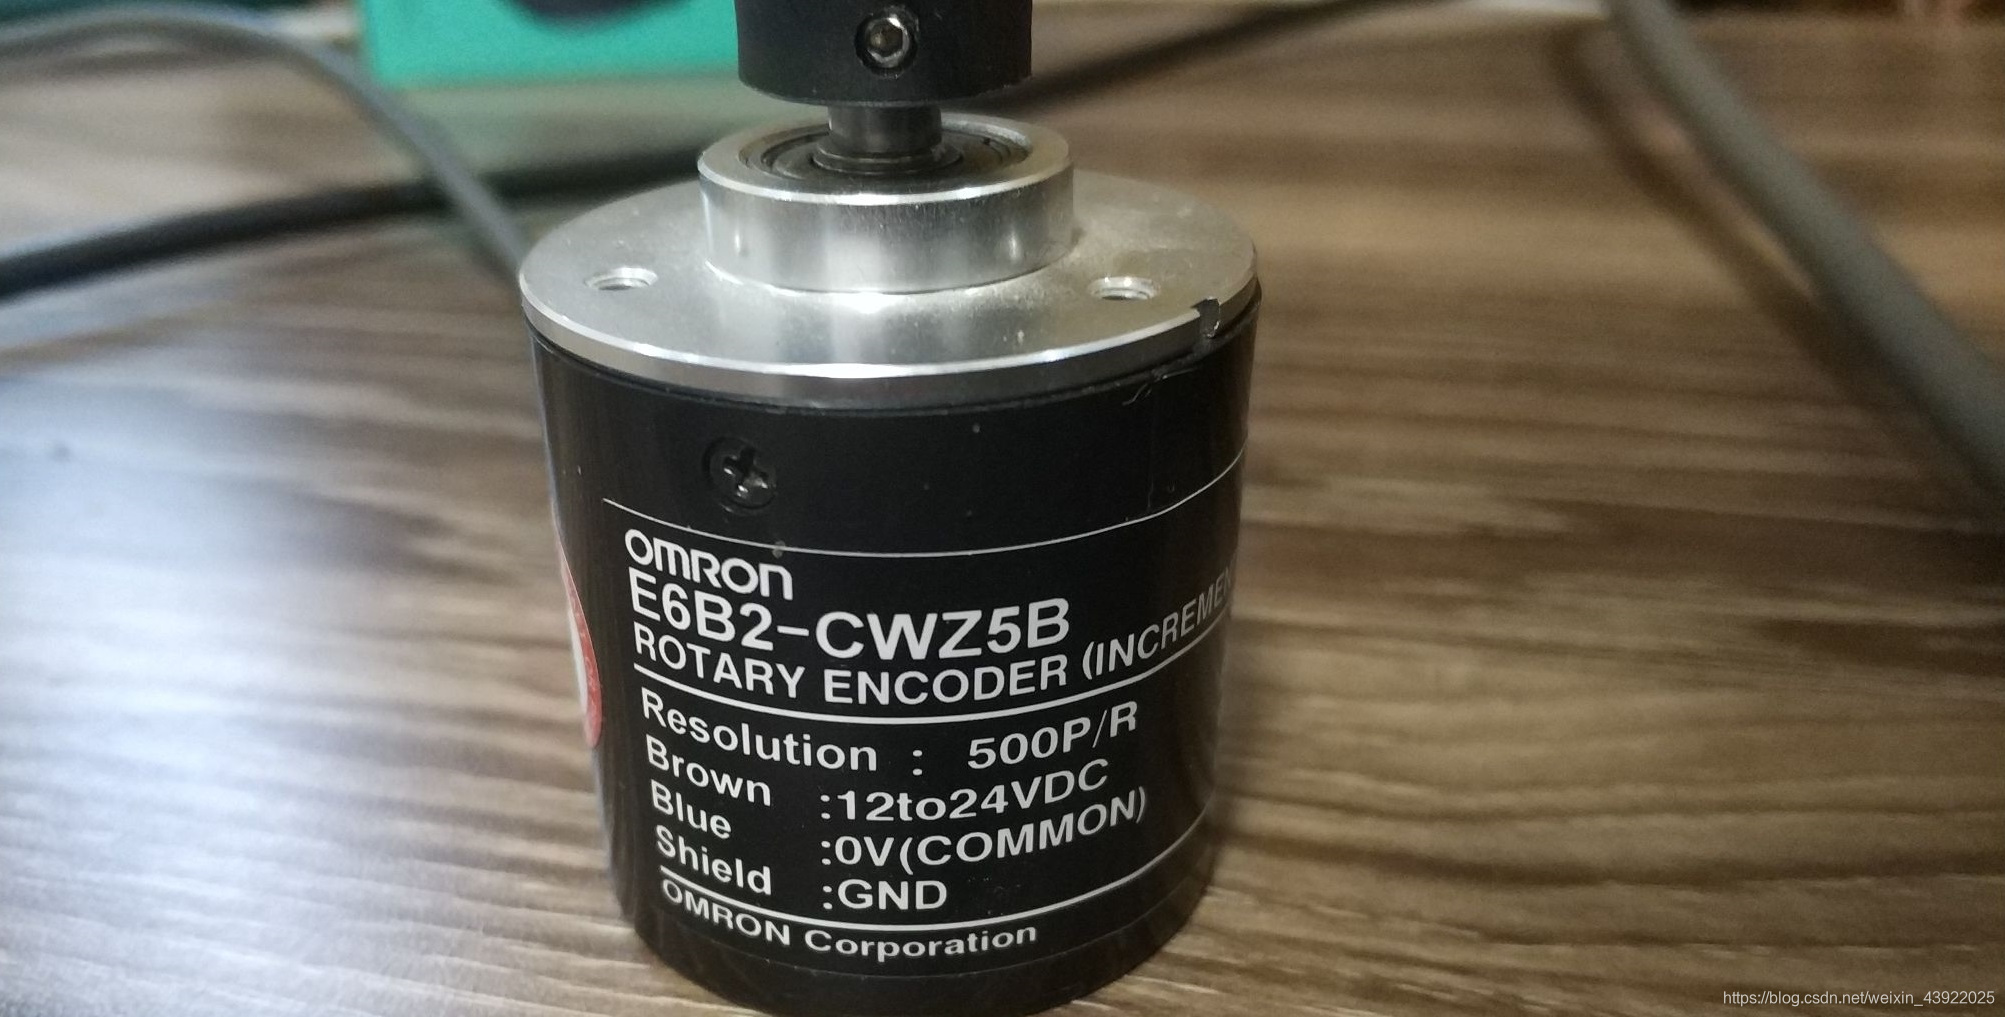 OMRON
E6B2-CWZ5B
ROTARY ENCODER (INCREMEN
Resolution : 500P/R
Brown :12to24VDC
Blue :0V(COMMON)
Shield :GND
OMRON Corporation
https://blog.csdn.net/weixin_43922025